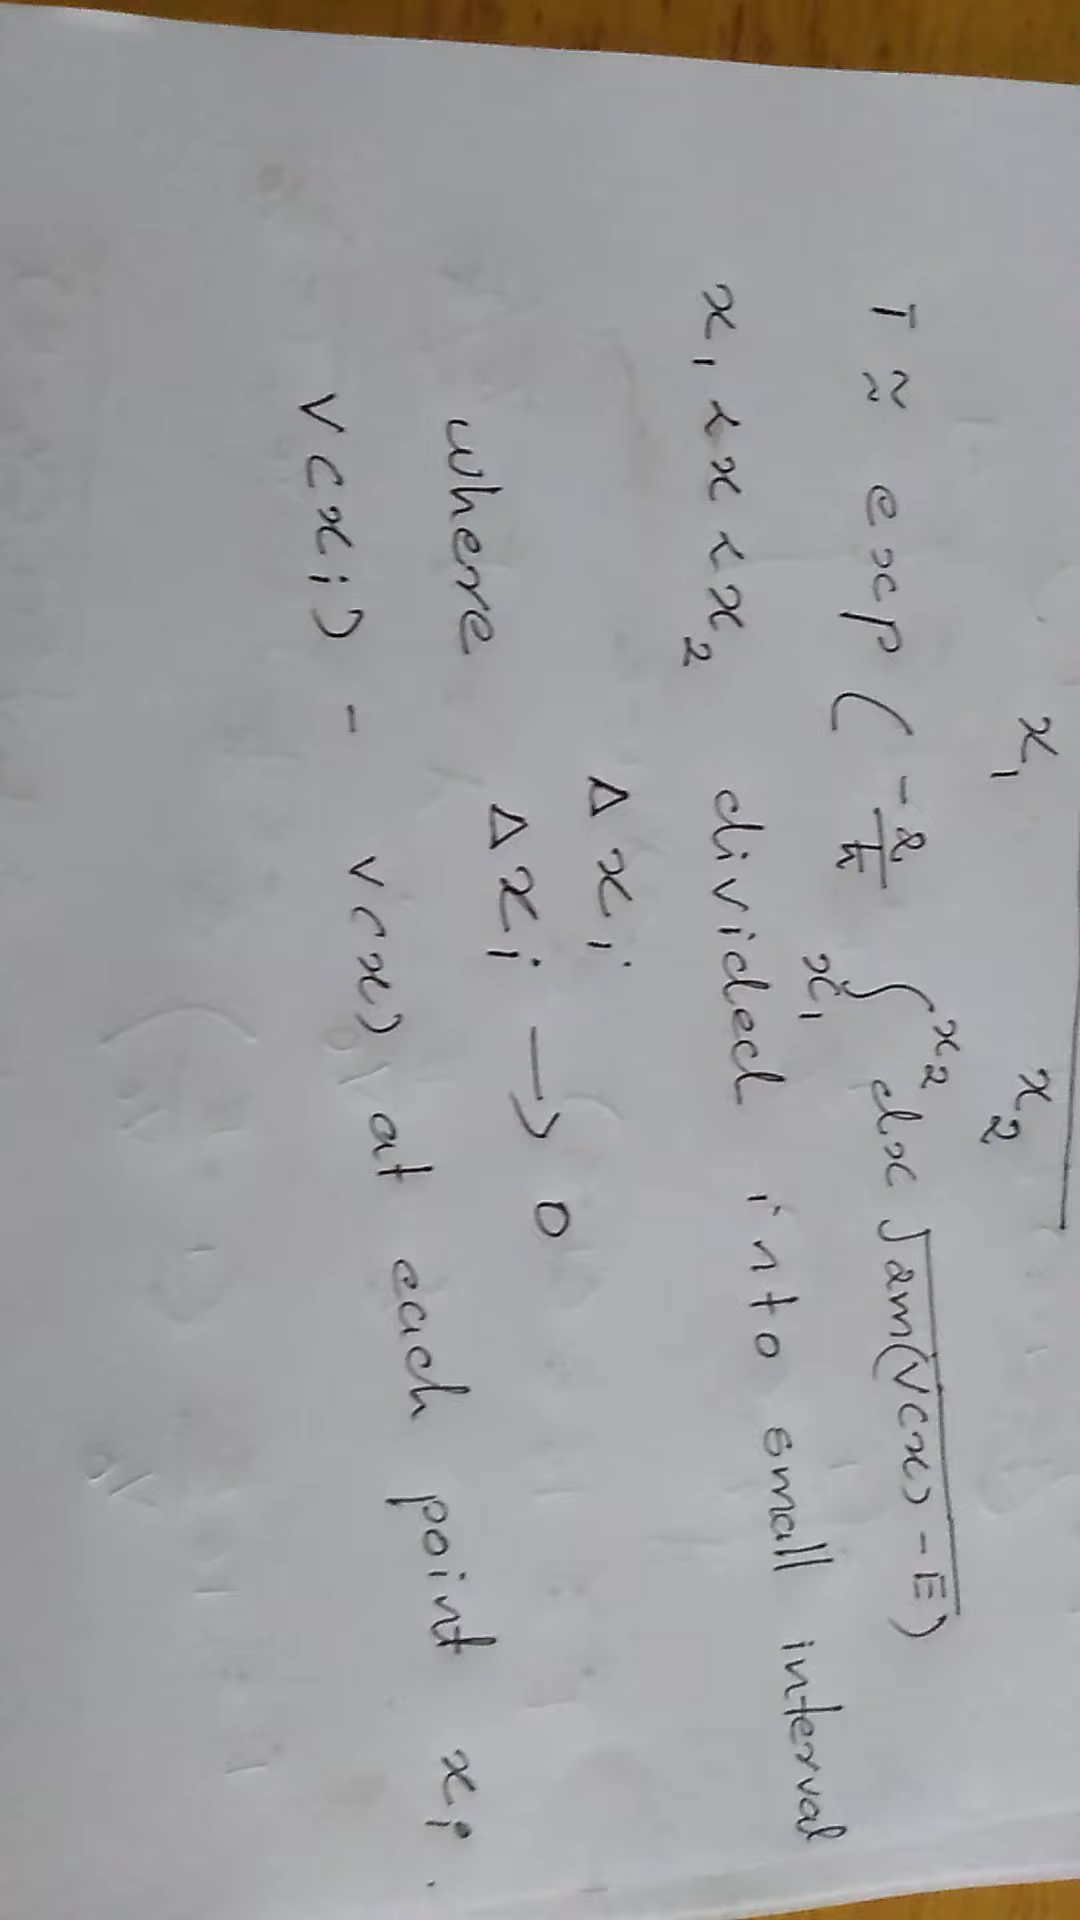 x₁ x₂
T ≈ exp ( -2/ħ ∫ₓ₁^x₂ dx √2m(V(x) - E) )
x₁ < x < x₂ divided into small interval
Δxᵢ
where Δxᵢ → 0
V(xᵢ) - V(x) at each point xᵢ.